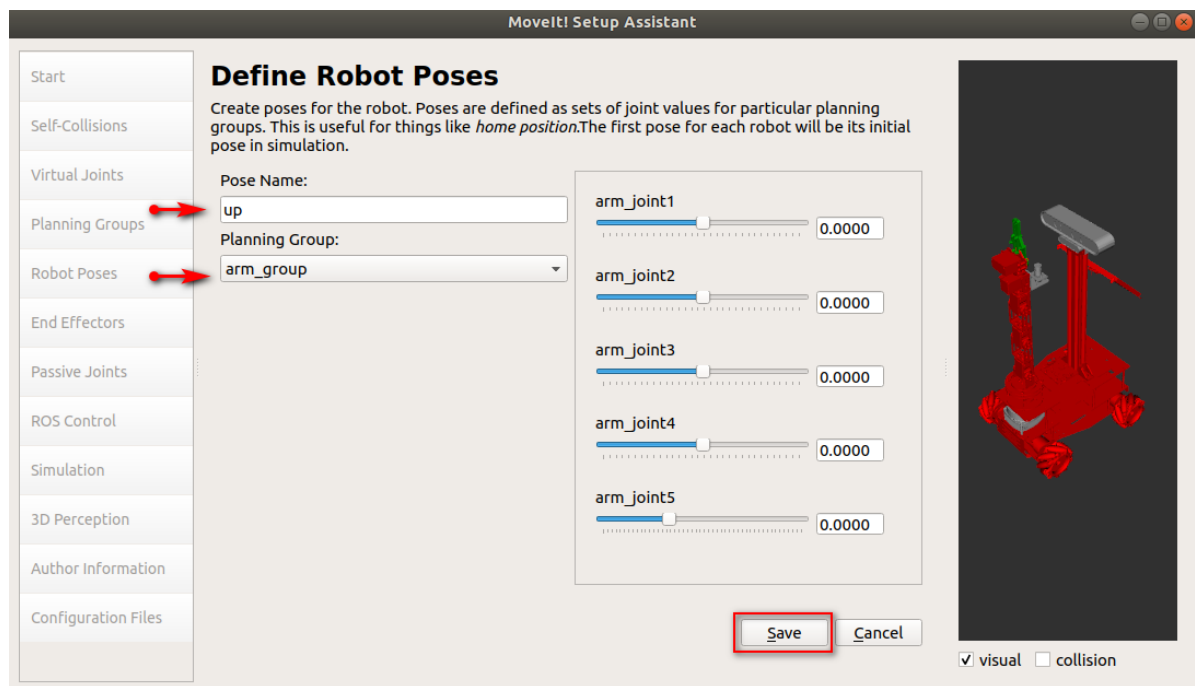 MoveIt! Setup Assistant
Start
Self-Collisions
Virtual Joints
Planning Groups
Robot Poses
End Effectors
Passive Joints
ROS Control
Simulation
3D Perception
Author Information
Configuration Files
Define Robot Poses
Create poses for the robot. Poses are defined as sets of joint values for particular planning
groups. This is useful for things like home position.The first pose for each robot will be its initial
pose in simulation.
Pose Name:
up
Planning Group:
arm_group
arm_joint1
0.0000
arm_joint2
0.0000
arm_joint3
0.0000
arm_joint4
0.0000
arm_joint5
0.0000
Save
Cancel
visual
collision